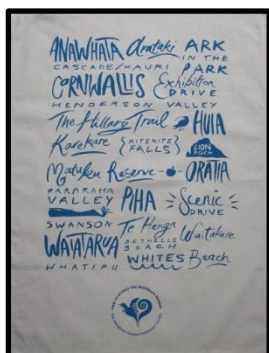 ANAWHATA Arataki ARK
CASCADE/KAURI IN THE PARK
CORNWALLIS Exhibition DRIVE
HENDERSON VALLEY
The Hillary Trail HUIA
Karekare {KITEKITE FALLS} LION ROCK
Matuku Reserve ORATIA
PARARAHA VALLEY PIHA Scenic DRIVE
SWANSON Te Henga Waitakere
WAIATARUA BETHELLS BEACH
WHATIPU WHITES Beach